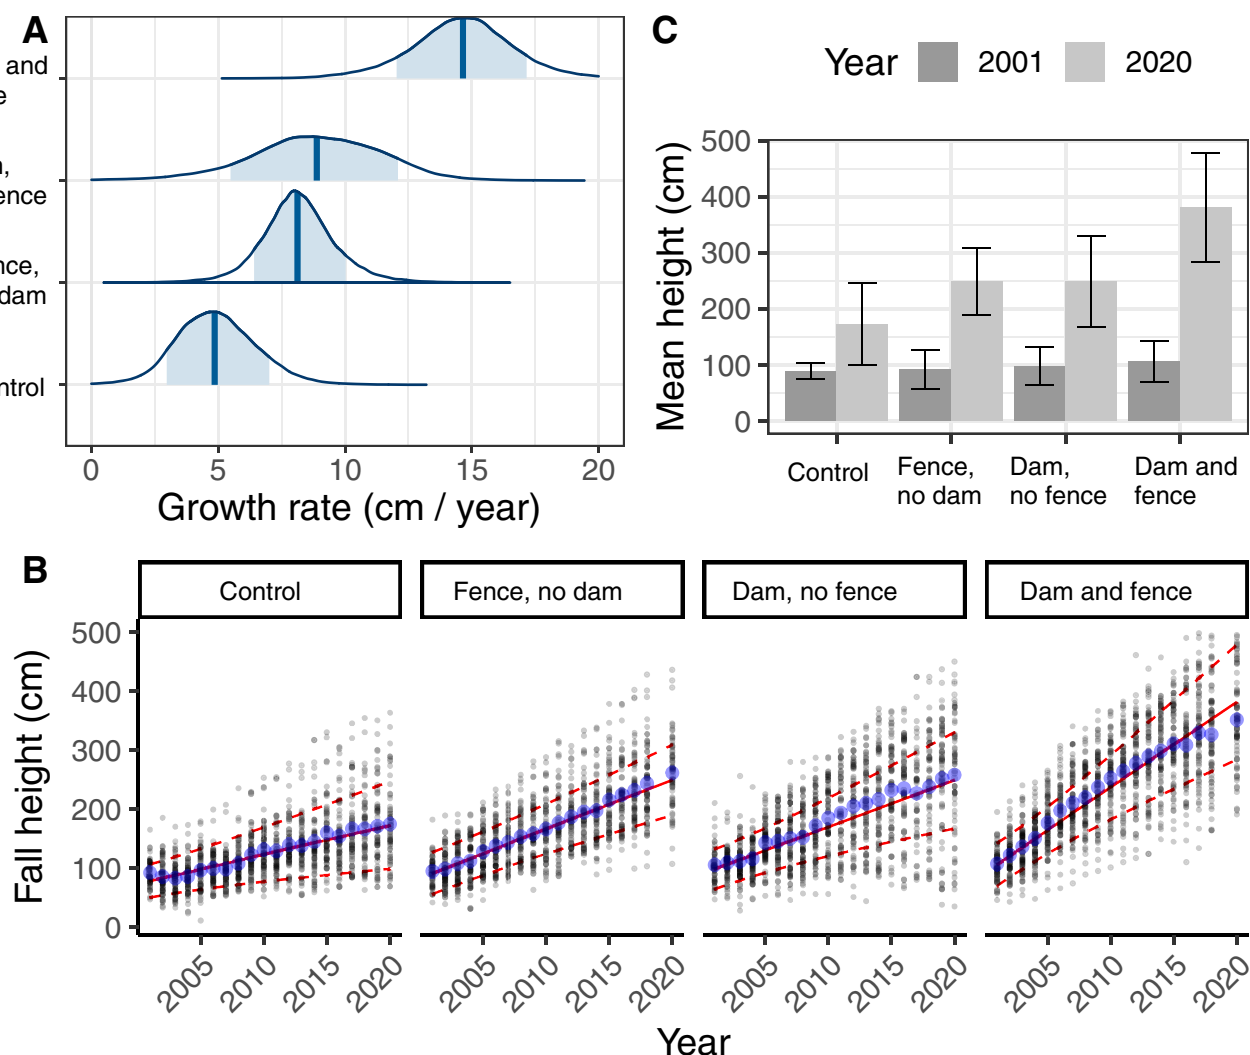 A
and
e
n,
ence
nce,
dam
ntrol
0 5 10 15 20
Growth rate (cm / year)
C
Year 2001 2020
500
400
300
200
100
0
Mean height (cm)
Control
Fence,
no dam
Dam,
no fence
Dam and
fence
B
Control
Fence, no dam
Dam, no fence
Dam and fence
500
400
300
200
100
0
Fall height (cm)
2005 2010 2015 2020
2005 2010 2015 2020
2005 2010 2015 2020
2005 2010 2015 2020
Year